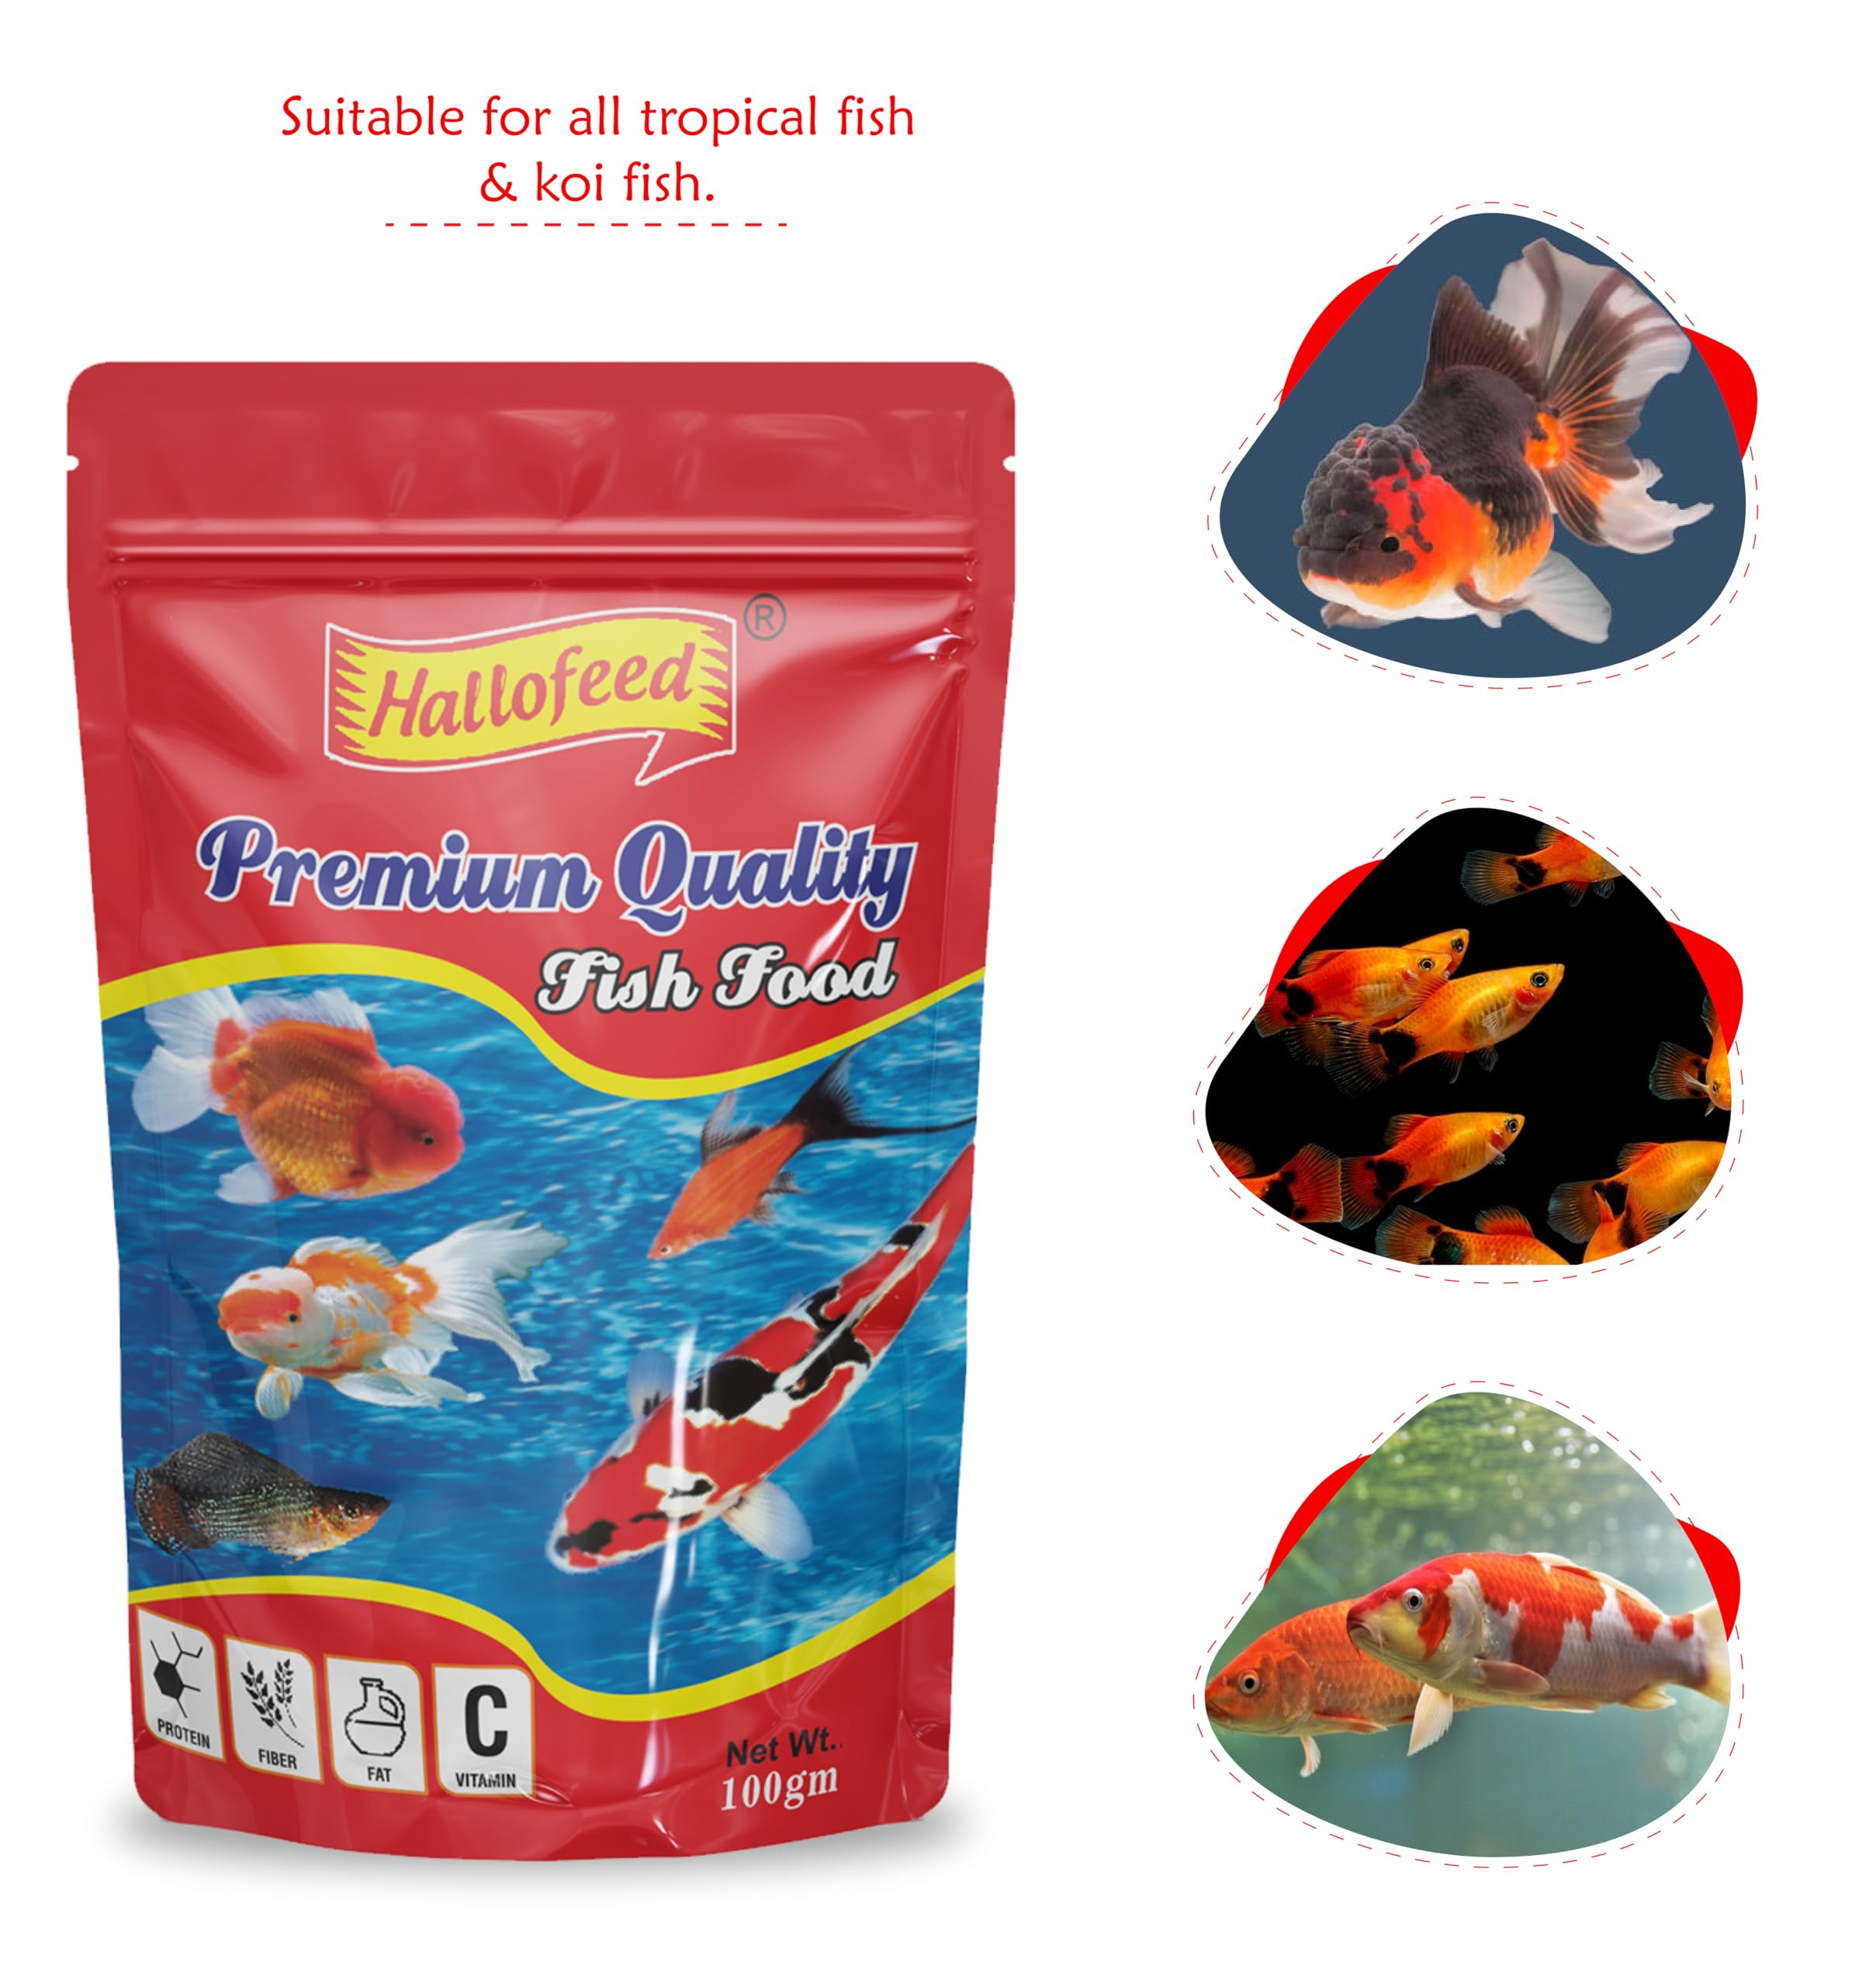 Suitable for all tropical fish
& koi fish.
Hallofeed ®
Premium Quality
Fish Food
PROTEIN
FIBER
FAT
C
VITAMIN
Net Wt.
100gm